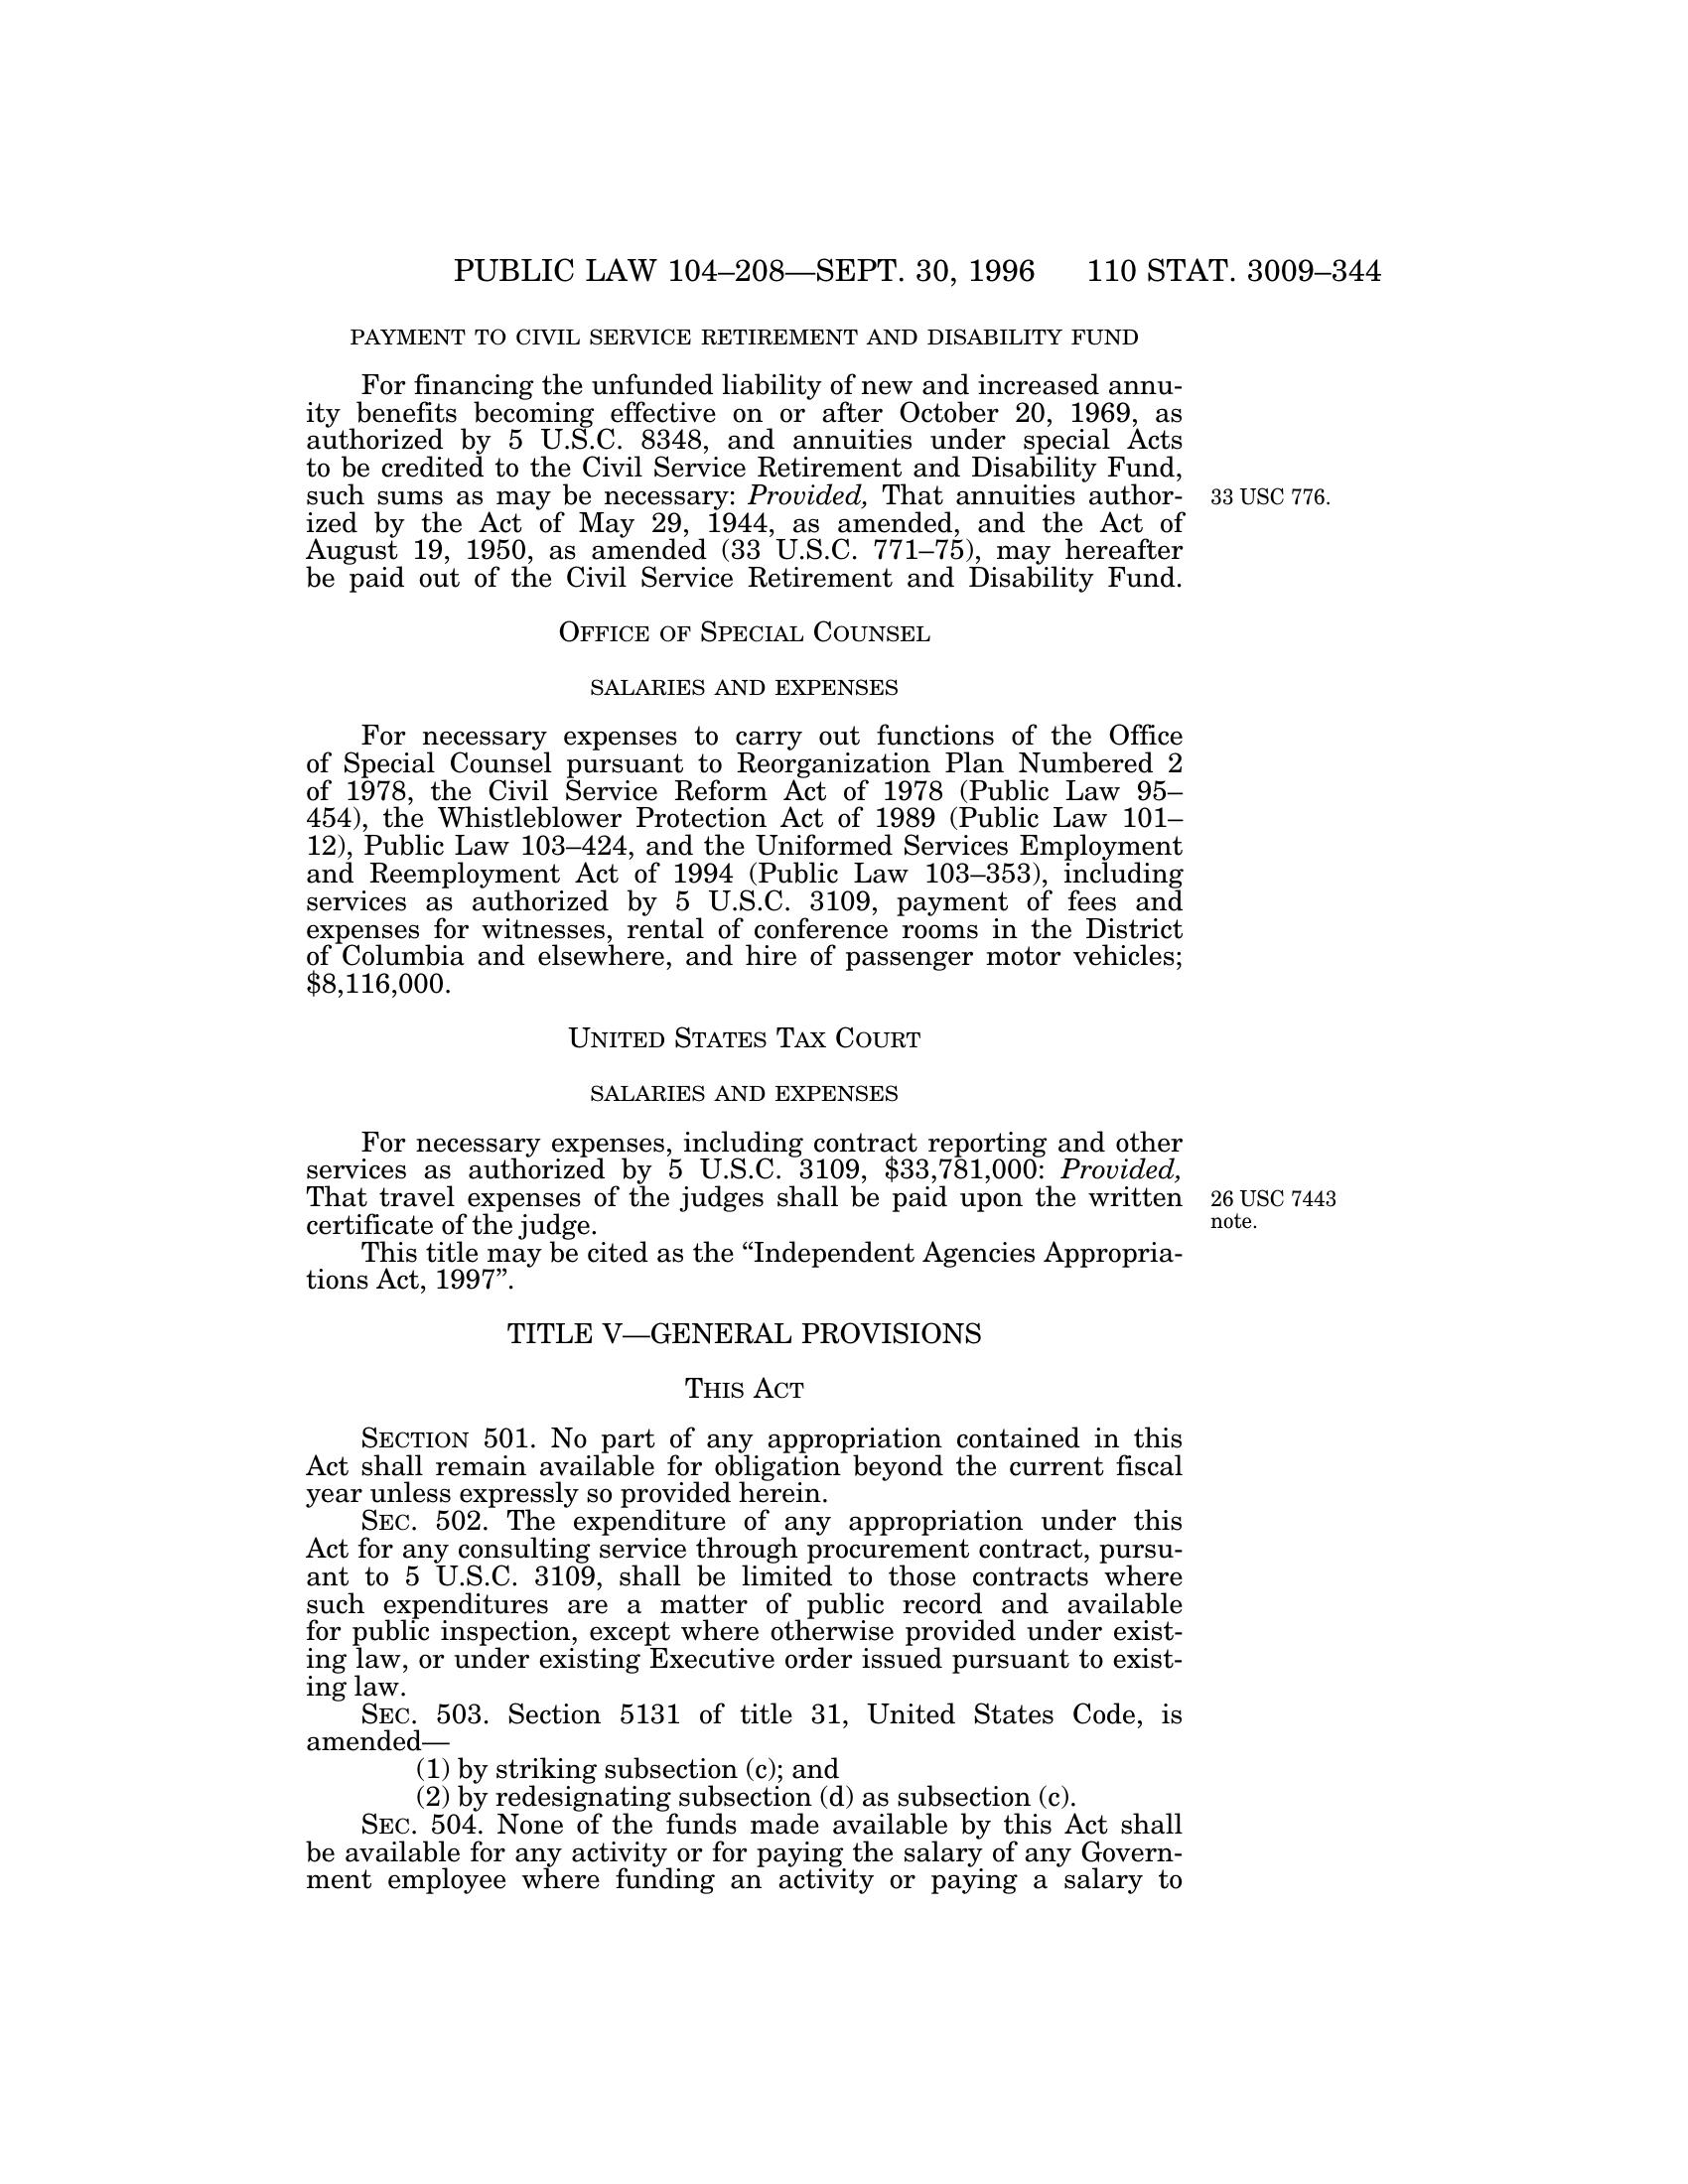 PUBLIC LAW 104–208—SEPT. 30, 1996 110 STAT. 3009–344
PAYMENT TO CIVIL SERVICE RETIREMENT AND DISABILITY FUND
For financing the unfunded liability of new and increased annu-
ity benefits becoming effective on or after October 20, 1969, as
authorized by 5 U.S.C. 8348, and annuities under special Acts
to be credited to the Civil Service Retirement and Disability Fund,
such sums as may be necessary: Provided, That annuities author-
33 USC 776.
ized by the Act of May 29, 1944, as amended, and the Act of
August 19, 1950, as amended (33 U.S.C. 771–75), may hereafter
be paid out of the Civil Service Retirement and Disability Fund.
OFFICE OF SPECIAL COUNSEL
SALARIES AND EXPENSES
For necessary expenses to carry out functions of the Office
of Special Counsel pursuant to Reorganization Plan Numbered 2
of 1978, the Civil Service Reform Act of 1978 (Public Law 95–
454), the Whistleblower Protection Act of 1989 (Public Law 101–
12), Public Law 103–424, and the Uniformed Services Employment
and Reemployment Act of 1994 (Public Law 103–353), including
services as authorized by 5 U.S.C. 3109, payment of fees and
expenses for witnesses, rental of conference rooms in the District
of Columbia and elsewhere, and hire of passenger motor vehicles;
$8,116,000.
UNITED STATES TAX COURT
SALARIES AND EXPENSES
For necessary expenses, including contract reporting and other
services as authorized by 5 U.S.C. 3109, $33,781,000: Provided,
That travel expenses of the judges shall be paid upon the written
certificate of the judge.
26 USC 7443
note.
This title may be cited as the “Independent Agencies Appropria-
tions Act, 1997”.
TITLE V—GENERAL PROVISIONS
THIS ACT
SECTION 501. No part of any appropriation contained in this
Act shall remain available for obligation beyond the current fiscal
year unless expressly so provided herein.
SEC. 502. The expenditure of any appropriation under this
Act for any consulting service through procurement contract, pursu-
ant to 5 U.S.C. 3109, shall be limited to those contracts where
such expenditures are a matter of public record and available
for public inspection, except where otherwise provided under exist-
ing law, or under existing Executive order issued pursuant to exist-
ing law.
SEC. 503. Section 5131 of title 31, United States Code, is
amended—
(1) by striking subsection (c); and
(2) by redesignating subsection (d) as subsection (c).
SEC. 504. None of the funds made available by this Act shall
be available for any activity or for paying the salary of any Govern-
ment employee where funding an activity or paying a salary to